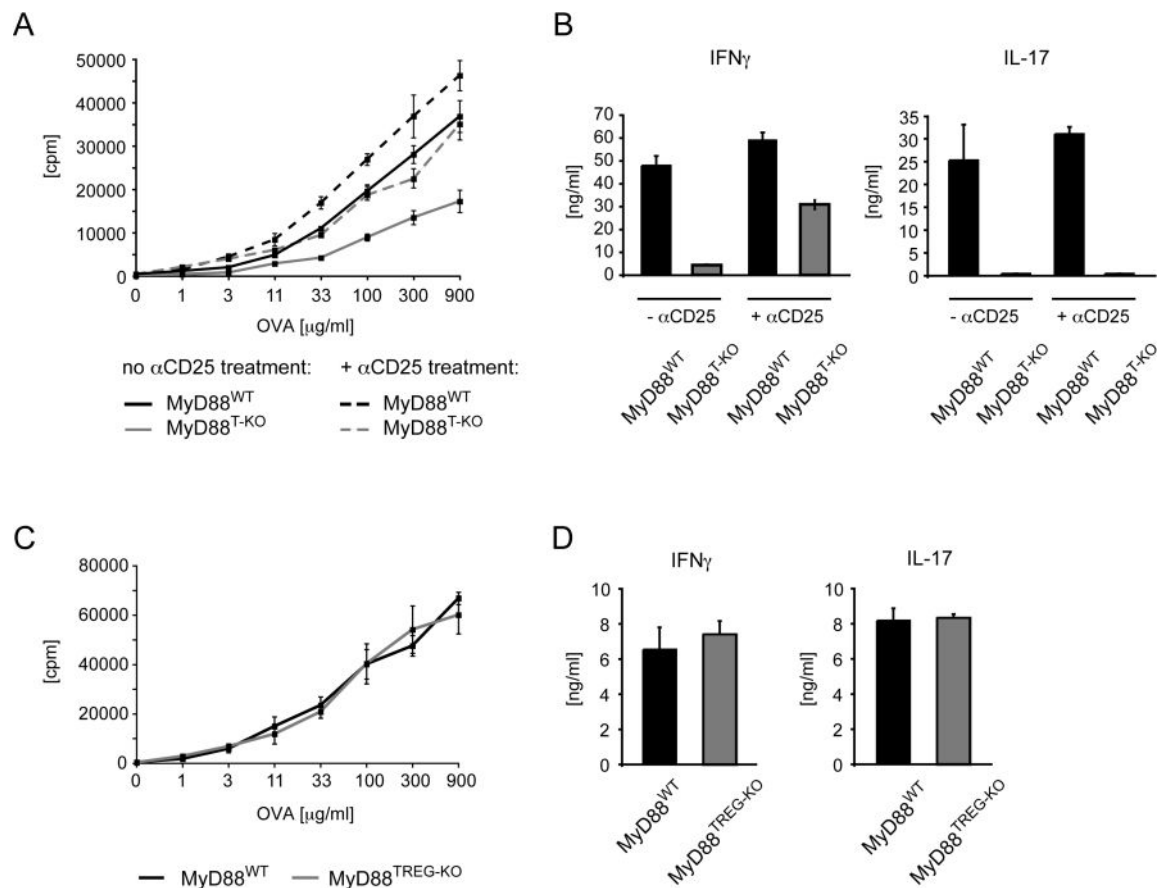 A
50000
40000
30000
20000
10000
0
[cpm]
0 1 3 11 33 100 300 900
OVA [μg/ml]
no αCD25 treatment: + αCD25 treatment:
MyD88WT MyD88WT
MyD88T-KO MyD88T-KO
B
IFNγ
70
60
50
40
30
20
10
0
[ng/ml]
- αCD25 + αCD25
MyD88WT MyD88T-KO MyD88WT MyD88T-KO
IL-17
35
30
25
20
15
10
5
0
[ng/ml]
- αCD25 + αCD25
MyD88WT MyD88T-KO MyD88WT MyD88T-KO
C
80000
60000
40000
20000
0
[cpm]
0 1 3 11 33 100 300 900
OVA [μg/ml]
MyD88WT MyD88TREG-KO
D
IFNγ
8
6
4
2
0
[ng/ml]
MyD88WT MyD88TREG-KO
IL-17
10
8
6
4
2
0
[ng/ml]
MyD88WT MyD88TREG-KO